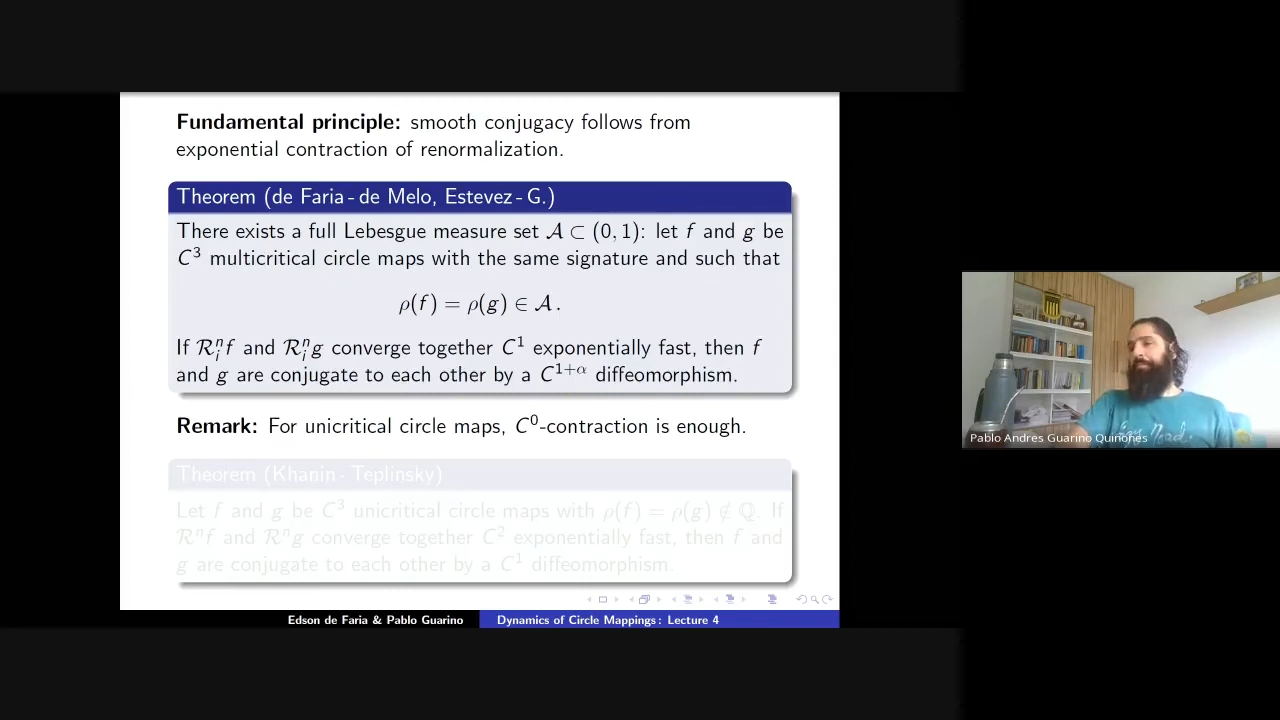 Fundamental principle: smooth conjugacy follows from
exponential contraction of renormalization.
Theorem (de Faria - de Melo, Estevez - G.)
There exists a full Lebesgue measure set 𝒜 ⊂ (0, 1): let f and g be
C³ multicritical circle maps with the same signature and such that
ρ(f) = ρ(g) ∈ 𝒜.
If ℛᵢⁿf and ℛᵢⁿg converge together C¹ exponentially fast, then f
and g are conjugate to each other by a C¹⁺ᵅ diffeomorphism.
Remark: For unicritical circle maps, C⁰-contraction is enough.
Theorem (Khanin - Teplinsky)
Let f and g be C³ unicritical circle maps with ρ(f) = ρ(g) ∉ ℚ. If
ℛⁿf and ℛⁿg converge together C² exponentially fast, then f and
g are conjugate to each other by a C¹ diffeomorphism.
Edson de Faria & Pablo Guarino
Dynamics of Circle Mappings: Lecture 4
Pablo Andres Guarino Quiñones